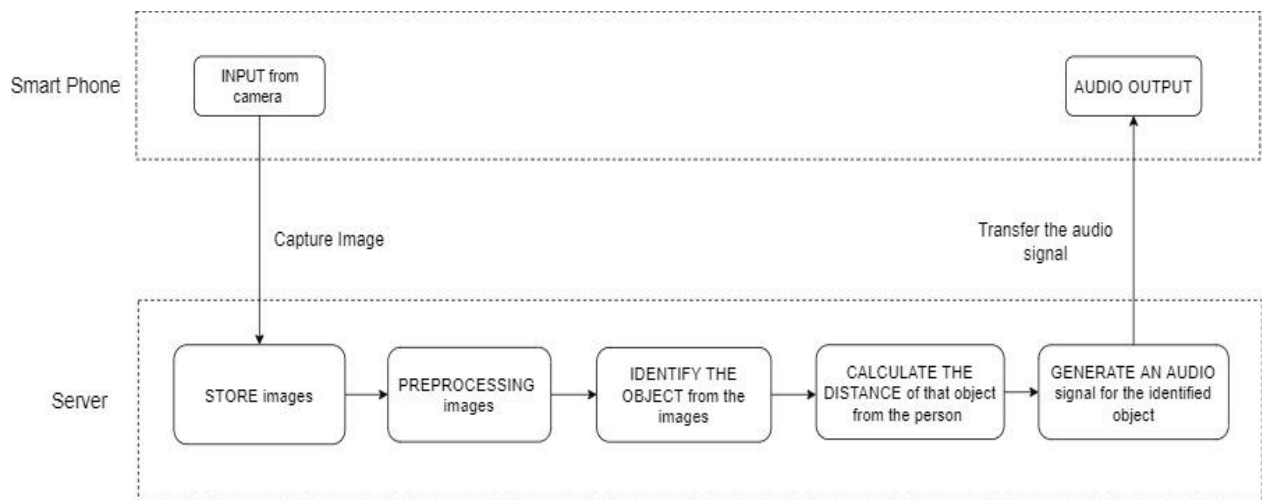 Smart Phone
INPUT from
camera
AUDIO OUTPUT
Capture Image
Transfer the audio
signal
Server
STORE images
PREPROCESSING
images
IDENTIFY THE
OBJECT from the
images
CALCULATE THE
DISTANCE of that object
from the person
GENERATE AN AUDIO
signal for the identified
object